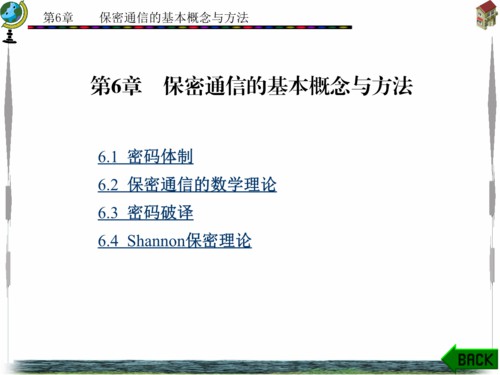 第6章 保密通信的基本概念与方法
第6章 保密通信的基本概念与方法
6.1 密码体制
6.2 保密通信的数学理论
6.3 密码破译
6.4 Shannon保密理论
BACK